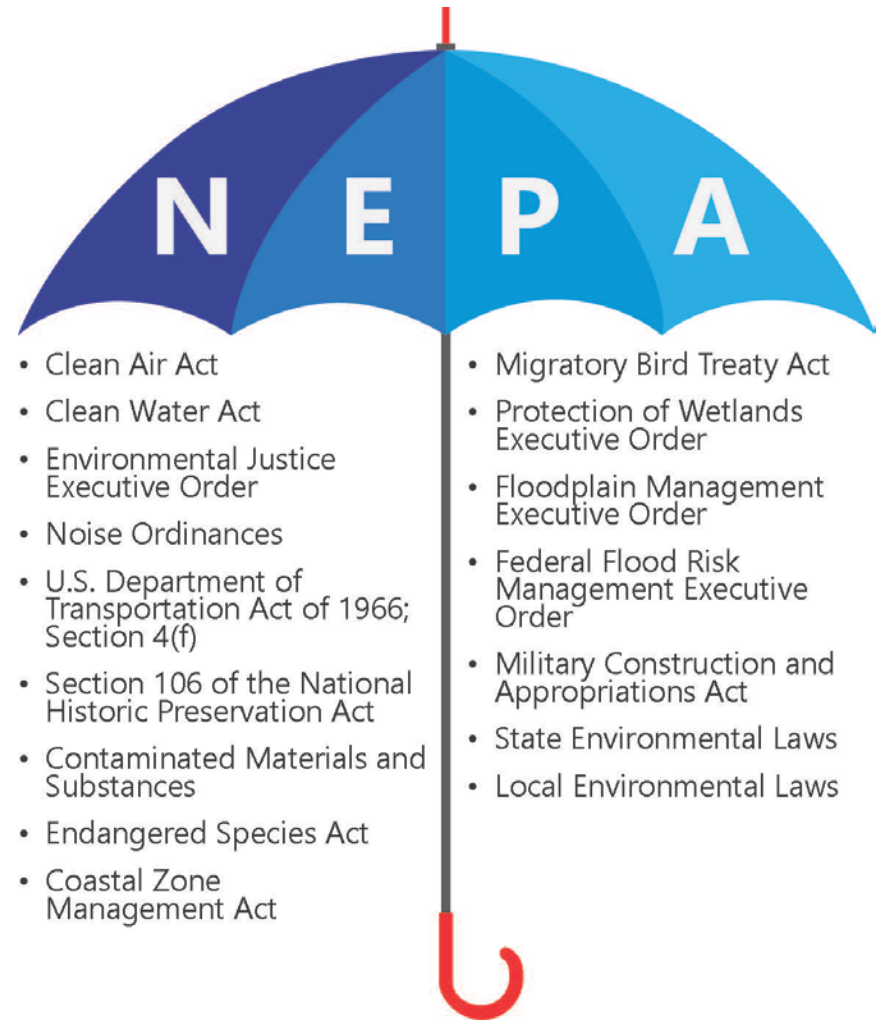 N E P A
• Clean Air Act
• Clean Water Act
• Environmental Justice
Executive Order
• Noise Ordinances
• U.S. Department of
Transportation Act of 1966;
Section 4(f)
• Section 106 of the National
Historic Preservation Act
• Contaminated Materials and
Substances
• Endangered Species Act
• Coastal Zone
Management Act
• Migratory Bird Treaty Act
• Protection of Wetlands
Executive Order
• Floodplain Management
Executive Order
• Federal Flood Risk
Management Executive
Order
• Military Construction and
Appropriations Act
• State Environmental Laws
• Local Environmental Laws